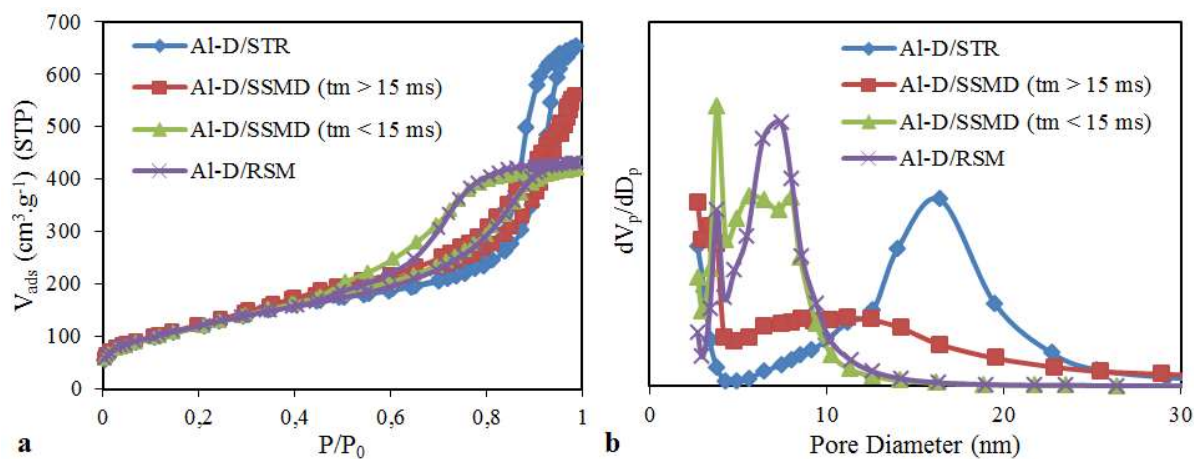 700
600
500
400
300
200
100
0
V_ads (cm³·g⁻¹) (STP)
Al-D/STR
Al-D/SSMD (tm > 15 ms)
Al-D/SSMD (tm < 15 ms)
Al-D/RSM
0 0,2 0,4 0,6 0,8 1
P/P₀
a
dV_p/dD_p
Al-D/STR
Al-D/SSMD (tm > 15 ms)
Al-D/SSMD (tm < 15 ms)
Al-D/RSM
0 10 20 30
Pore Diameter (nm)
b